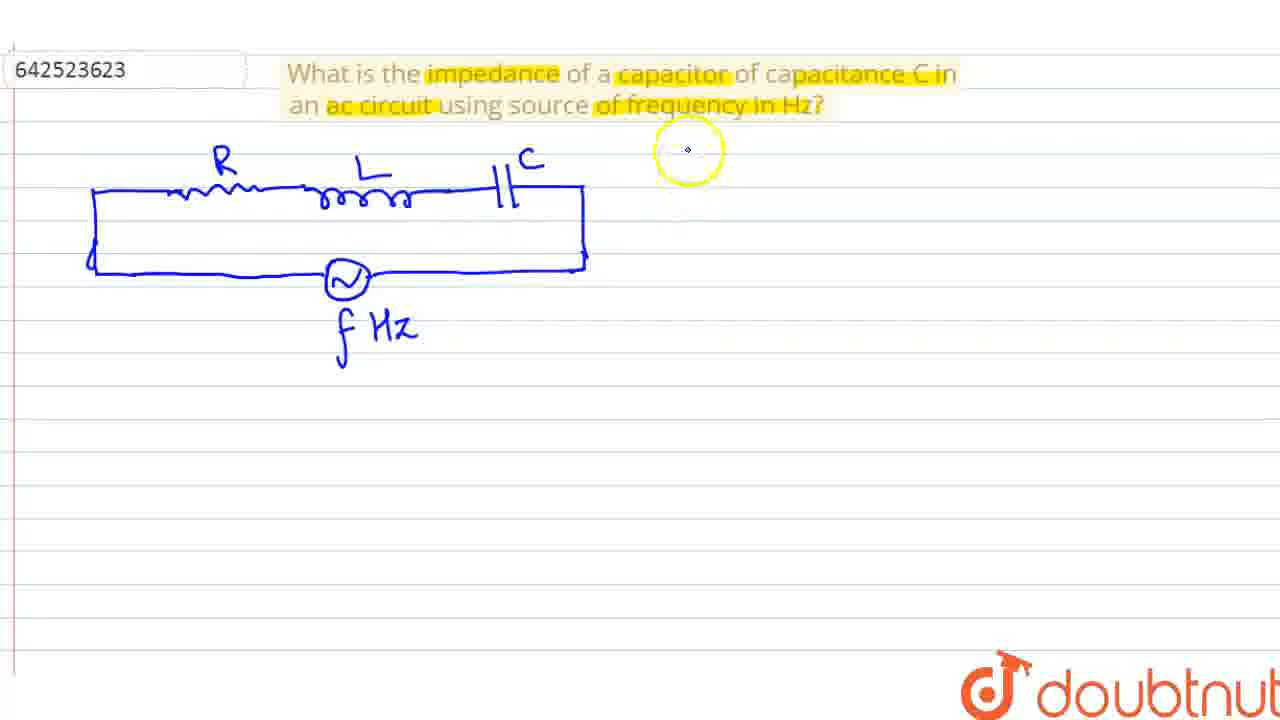 642523623
What is the impedance of a capacitor of capacitance C in
an ac circuit using source of frequency in Hz?
R
L
C
f Hz
doubtnut